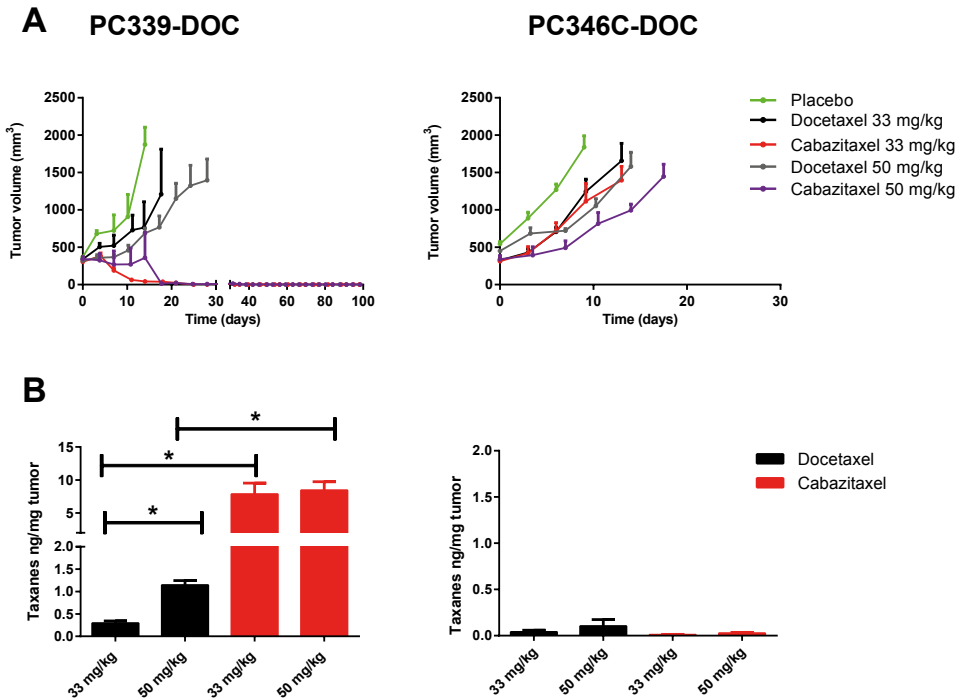 A
PC339-DOC
PC346C-DOC
Tumor volume (mm³)
2500
2000
1500
1000
500
0
0
10
20
30
40
60
80
100
Time (days)
Tumor volume (mm³)
2500
2000
1500
1000
500
0
0
10
20
30
Time (days)
Placebo
Docetaxel 33 mg/kg
Cabazitaxel 33 mg/kg
Docetaxel 50 mg/kg
Cabazitaxel 50 mg/kg
B
Taxanes ng/mg tumor
15
10
5
2.0
1.5
1.0
0.5
0.0
*
*
*
33 mg/kg
50 mg/kg
33 mg/kg
50 mg/kg
Taxanes ng/mg tumor
2.0
1.5
1.0
0.5
0.0
33 mg/kg
50 mg/kg
33 mg/kg
50 mg/kg
Docetaxel
Cabazitaxel